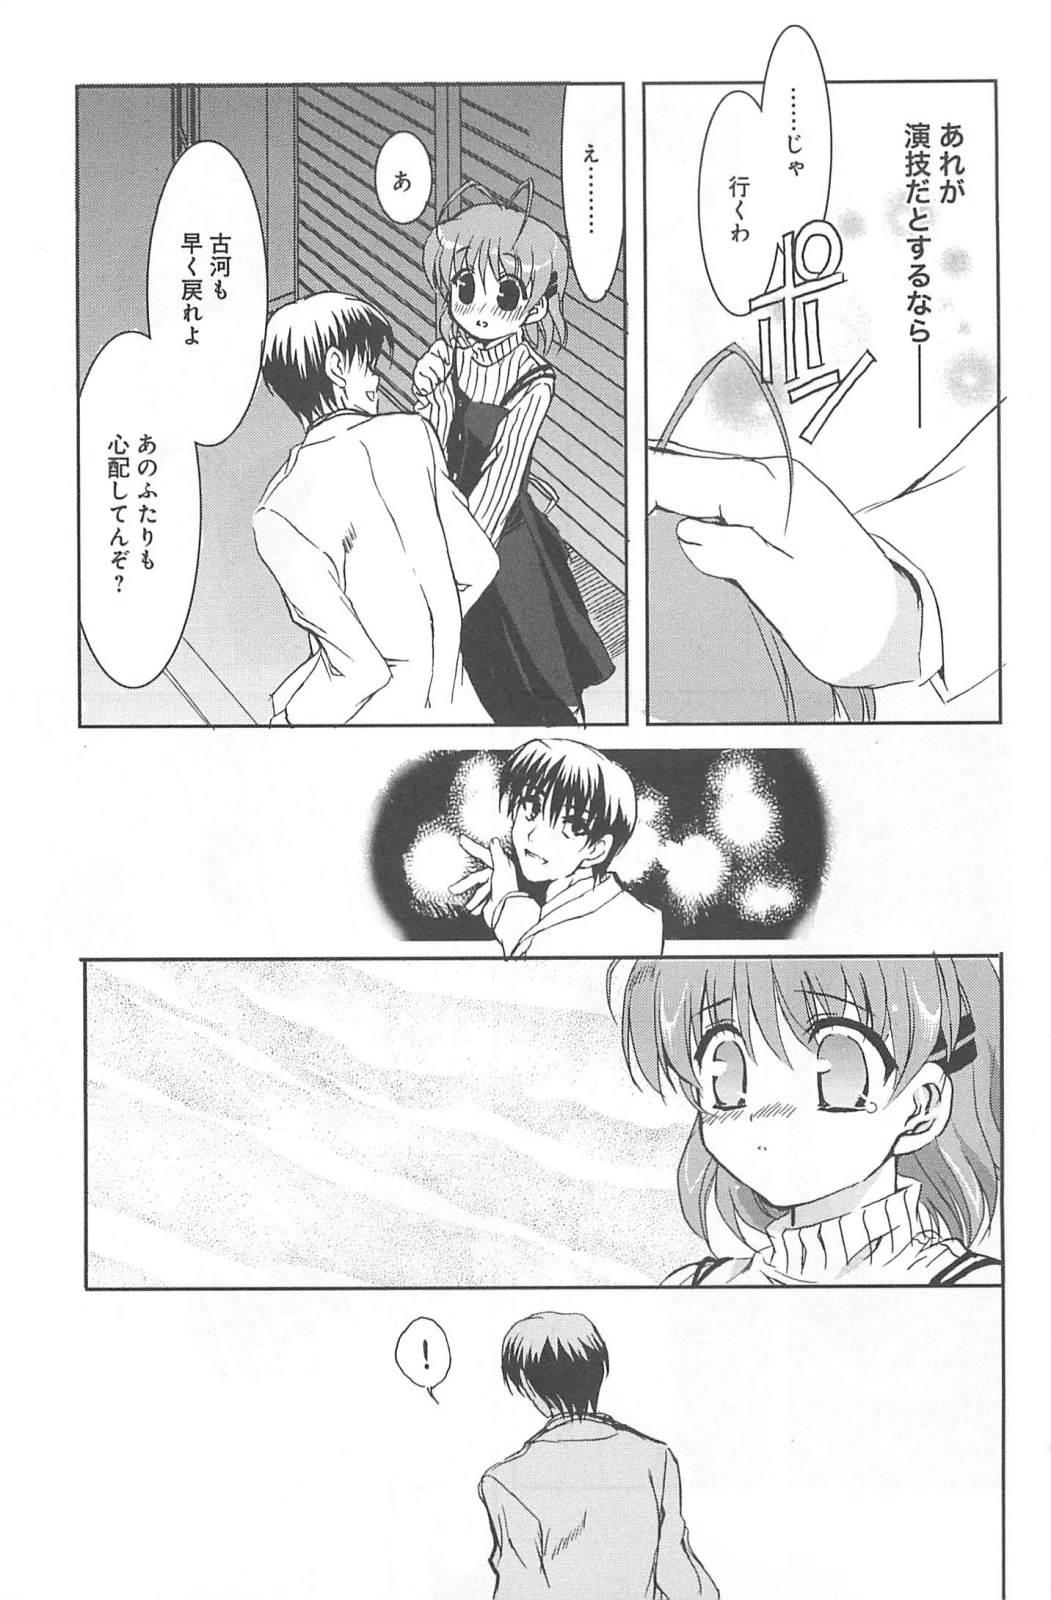 あれが
演技だとするなら――
……じゃ
行くわ
ポン
え………
あ
古河も
早く戻れよ
あのふたりも
心配してんぞ?
!